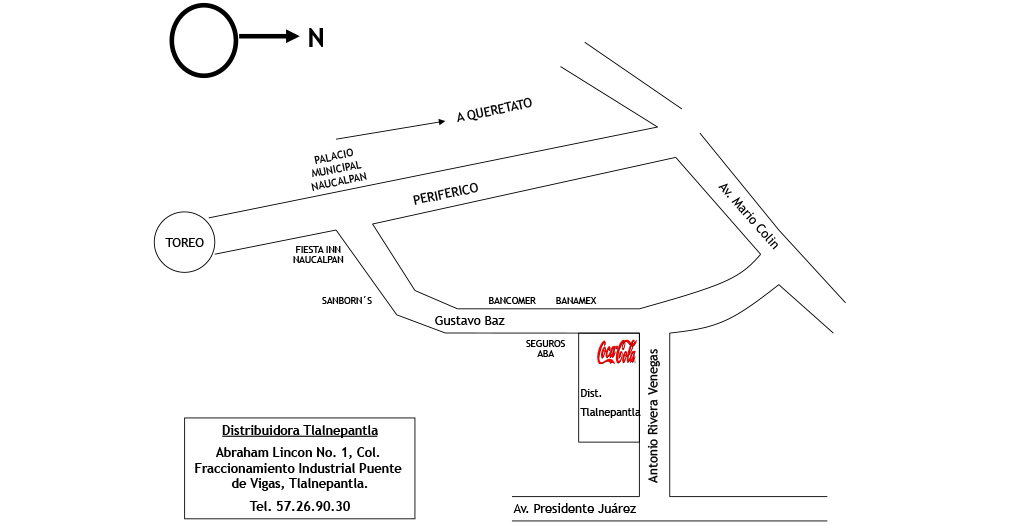 N
A QUERETATO
PALACIO
MUNICIPAL
NAUCALPAN
PERIFERICO
Av. Mario Colin
TOREO
FIESTA INN
NAUCALPAN
SANBORN´S
BANCOMER BANAMEX
Gustavo Baz
SEGUROS
ABA
Coca-Cola
Dist.
Tlalnepantla
Antonio Rivera Venegas
Distribuidora Tlalnepantla
Abraham Lincon No. 1, Col.
Fraccionamiento Industrial Puente
de Vigas, Tlalnepantla.
Tel. 57.26.90.30
Av. Presidente Juárez